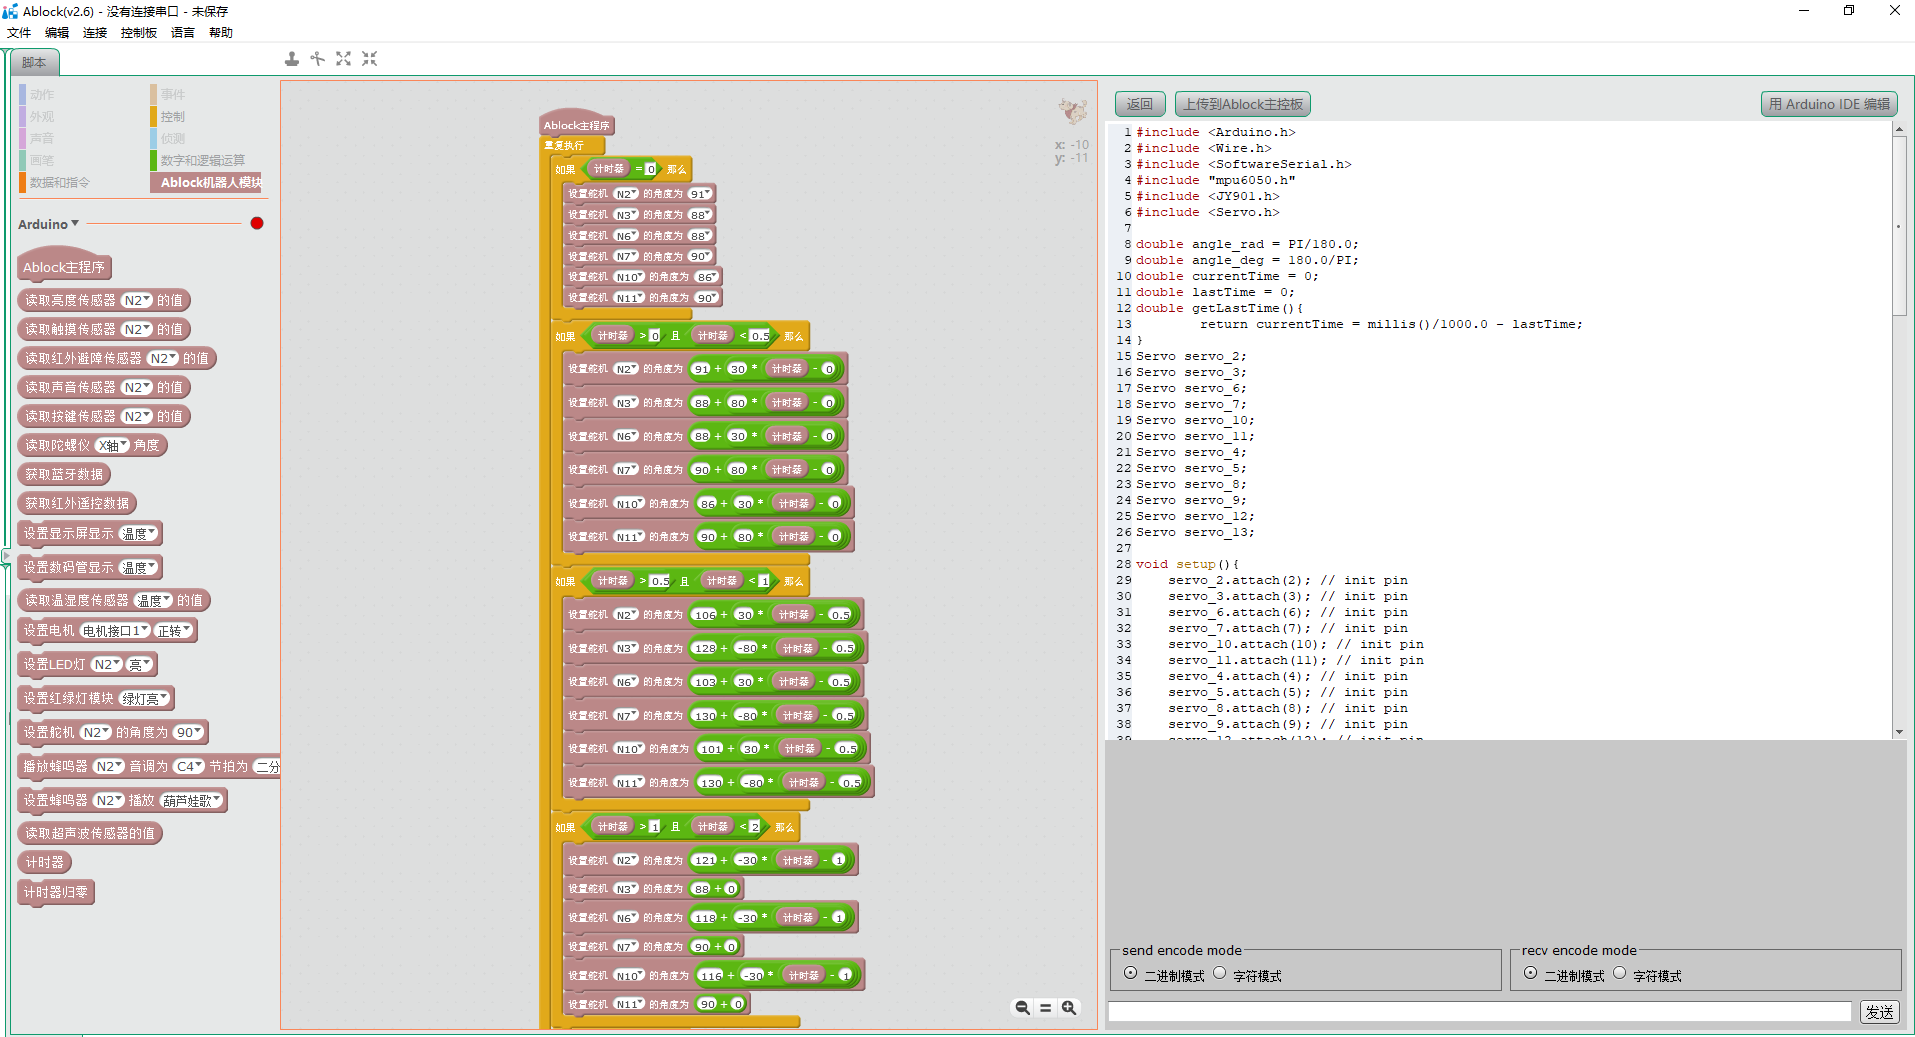 Ablock(v2.6) - 没有连接串口 - 未保存
文件 编辑 连接 控制板 语言 帮助
脚本
动作 事件
外观 控制
声音 侦测
画笔 数字和逻辑运算
数据和指令 Ablock机器人模块
Arduino
Ablock主程序
读取亮度传感器 N2 的值
读取触摸传感器 N2 的值
读取红外避障传感器 N2 的值
读取声音传感器 N2 的值
读取按键传感器 N2 的值
读取陀螺仪 X轴 角度
获取蓝牙数据
获取红外遥控数据
设置显示屏显示 温度
设置数码管显示 温度
读取温湿度传感器 温度 的值
设置电机 电机接口1 正转
设置LED灯 N2 亮
设置红绿灯模块 绿灯亮
设置舵机 N2 的角度为 90
播放蜂鸣器 N2 音调为 C4 节拍为 二分
设置蜂鸣器 N2 播放 葫芦娃歌
读取超声波传感器的值
计时器
计时器归零
Ablock主程序
重复执行
如果 计时器 = 0 那么
设置舵机 N2 的角度为 91
设置舵机 N3 的角度为 88
设置舵机 N6 的角度为 88
设置舵机 N7 的角度为 90
设置舵机 N10 的角度为 86
设置舵机 N11 的角度为 90
如果 计时器 > 0 且 计时器 < 0.5 那么
设置舵机 N2 的角度为 91 + 30 * 计时器 - 0
设置舵机 N3 的角度为 88 + 80 * 计时器 - 0
设置舵机 N6 的角度为 88 + 30 * 计时器 - 0
设置舵机 N7 的角度为 90 + 80 * 计时器 - 0
设置舵机 N10 的角度为 86 + 30 * 计时器 - 0
设置舵机 N11 的角度为 90 + 80 * 计时器 - 0
如果 计时器 > 0.5 且 计时器 < 1 那么
设置舵机 N2 的角度为 106 + 30 * 计时器 - 0.5
设置舵机 N3 的角度为 128 + -80 * 计时器 - 0.5
设置舵机 N6 的角度为 103 + 30 * 计时器 - 0.5
设置舵机 N7 的角度为 130 + -80 * 计时器 - 0.5
设置舵机 N10 的角度为 101 + 30 * 计时器 - 0.5
设置舵机 N11 的角度为 130 + -80 * 计时器 - 0.5
如果 计时器 > 1 且 计时器 < 2 那么
设置舵机 N2 的角度为 121 + -30 * 计时器 - 1
设置舵机 N3 的角度为 88 + 0
设置舵机 N6 的角度为 118 + -30 * 计时器 - 1
设置舵机 N7 的角度为 90 + 0
设置舵机 N10 的角度为 116 + -30 * 计时器 - 1
设置舵机 N11 的角度为 90 + 0
x: -10
y: -11
返回 上传到Ablock主控板 用 Arduino IDE 编辑
1 #include <Arduino.h>
2 #include <Wire.h>
3 #include <SoftwareSerial.h>
4 #include "mpu6050.h"
5 #include <JY901.h>
6 #include <Servo.h>
7
8 double angle_rad = PI/180.0;
9 double angle_deg = 180.0/PI;
10 double currentTime = 0;
11 double lastTime = 0;
12 double getLastTime(){
13 return currentTime = millis()/1000.0 - lastTime;
14 }
15 Servo servo_2;
16 Servo servo_3;
17 Servo servo_6;
18 Servo servo_7;
19 Servo servo_10;
20 Servo servo_11;
21 Servo servo_4;
22 Servo servo_5;
23 Servo servo_8;
24 Servo servo_9;
25 Servo servo_12;
26 Servo servo_13;
27
28 void setup(){
29 servo_2.attach(2); // init pin
30 servo_3.attach(3); // init pin
31 servo_6.attach(6); // init pin
32 servo_7.attach(7); // init pin
33 servo_10.attach(10); // init pin
34 servo_11.attach(11); // init pin
35 servo_4.attach(4); // init pin
36 servo_5.attach(5); // init pin
37 servo_8.attach(8); // init pin
38 servo_9.attach(9); // init pin
39 servo_12.attach(12); // init pin
send encode mode recv encode mode
二进制模式 字符模式 二进制模式 字符模式
发送